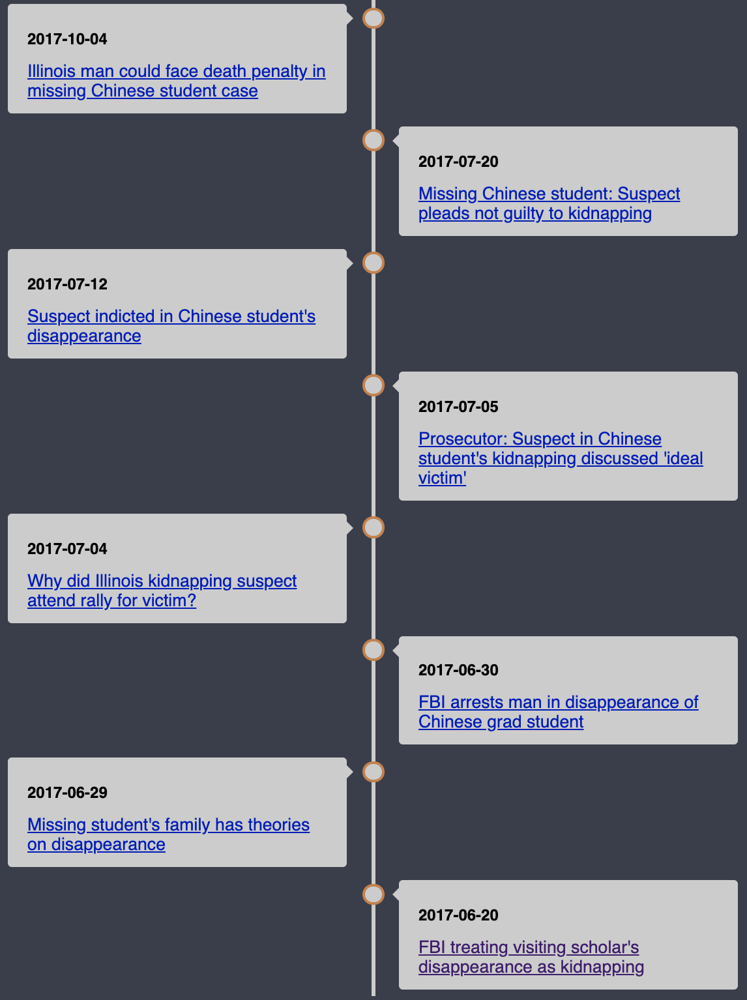 2017-10-04
Illinois man could face death penalty in
missing Chinese student case
2017-07-20
Missing Chinese student: Suspect
pleads not guilty to kidnapping
2017-07-12
Suspect indicted in Chinese student's
disappearance
2017-07-05
Prosecutor: Suspect in Chinese
student's kidnapping discussed 'ideal
victim'
2017-07-04
Why did Illinois kidnapping suspect
attend rally for victim?
2017-06-30
FBI arrests man in disappearance of
Chinese grad student
2017-06-29
Missing student's family has theories
on disappearance
2017-06-20
FBI treating visiting scholar's
disappearance as kidnapping